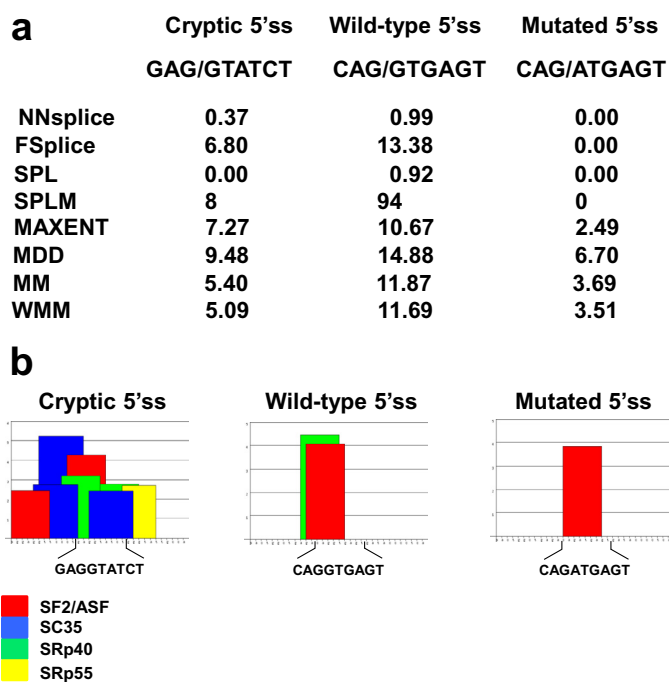 a Cryptic 5'ss Wild-type 5'ss Mutated 5'ss
GAG/GTATCT CAG/GTGAGT CAG/ATGAGT
NNsplice 0.37 0.99 0.00
FSplice 6.80 13.38 0.00
SPL 0.00 0.92 0.00
SPLM 8 94 0
MAXENT 7.27 10.67 2.49
MDD 9.48 14.88 6.70
MM 5.40 11.87 3.69
WMM 5.09 11.69 3.51
b
Cryptic 5'ss Wild-type 5'ss Mutated 5'ss
GAGGTATCT CAGGTGAGT CAGATGAGT
SF2/ASF
SC35
SRp40
SRp55